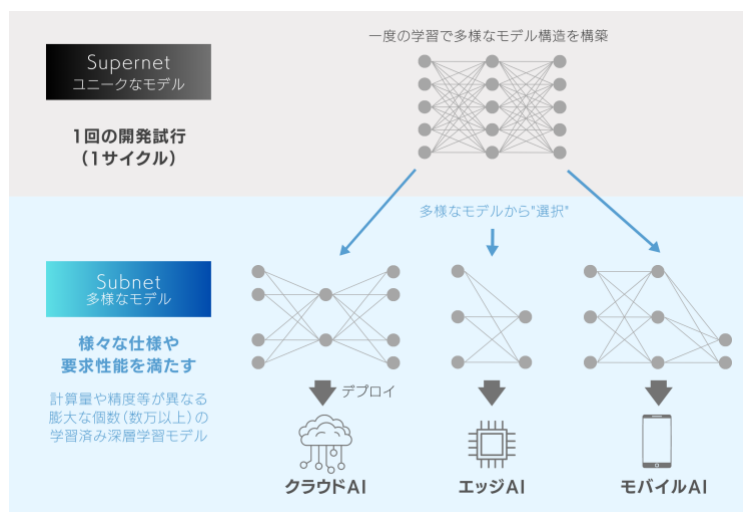 一度の学習で多様なモデル構造を構築
Supernet
ユニークなモデル
1回の開発試行
(1サイクル)
多様なモデルから"選択"
Subnet
多様なモデル
様々な仕様や
要求性能を満たす
計算量や精度等が異なる
膨大な個数(数万以上)の
学習済み深層学習モデル
デプロイ
クラウドAI
エッジAI
モバイルAI